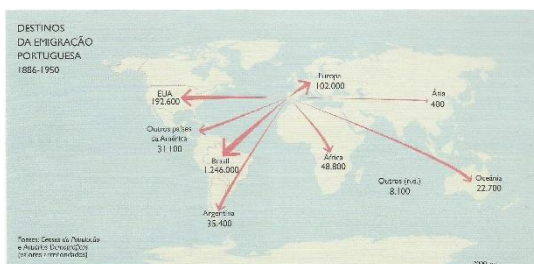 DESTINOS
DA EMIGRAÇÃO
PORTUGUESA
1886-1950
Europa
102.000
EUA
192.600
Ásia
400
Outros países
da América
31.100
Brasil
1.246.000
África
48.800
Outros (n.e.)
8.100
Oceânia
22.700
Argentina
35.400
Fontes: Censos da População
e Anuários Demográficos
(valores arredondados)